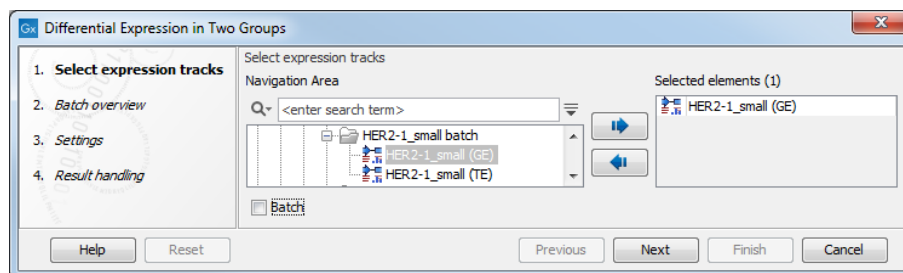 Gx Differential Expression in Two Groups
1. Select expression tracks
2. Batch overview
3. Settings
4. Result handling
Select expression tracks
Navigation Area
<enter search term>
HER2-1_small batch
HER2-1_small (GE)
HER2-1_small (TE)
Batch
Selected elements (1)
HER2-1_small (GE)
Help Reset Previous Next Finish Cancel